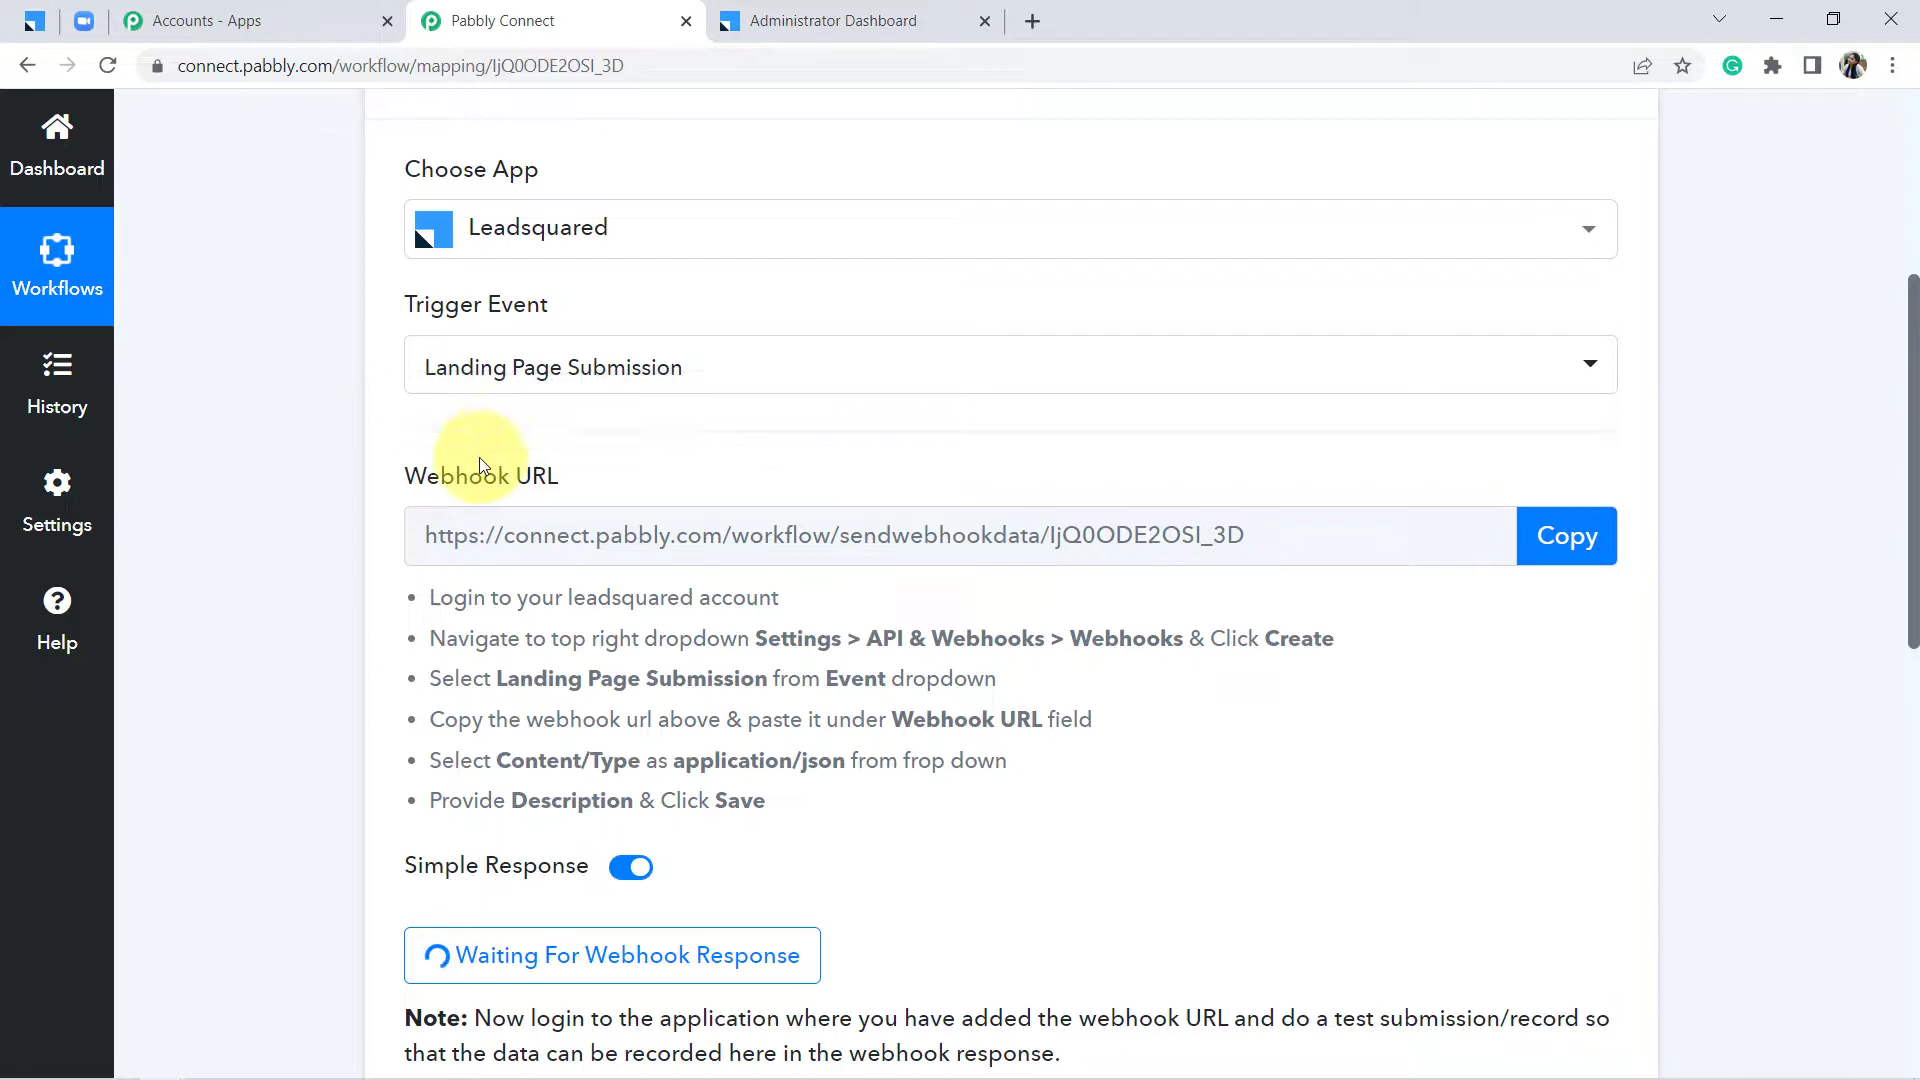 Accounts - Apps
Pabbly Connect
Administrator Dashboard
connect.pabbly.com/workflow/mapping/IjQ0ODE2OSI_3D
Dashboard
Workflows
History
Settings
Help
Choose App
Leadsquared
Trigger Event
Landing Page Submission
Webhook URL
https://connect.pabbly.com/workflow/sendwebhookdata/IjQ0ODE2OSI_3D
Copy
• Login to your leadsquared account
• Navigate to top right dropdown Settings > API & Webhooks > Webhooks & Click Create
• Select Landing Page Submission from Event dropdown
• Copy the webhook url above & paste it under Webhook URL field
• Select Content/Type as application/json from frop down
• Provide Description & Click Save
Simple Response
Waiting For Webhook Response
Note: Now login to the application where you have added the webhook URL and do a test submission/record so
that the data can be recorded here in the webhook response.